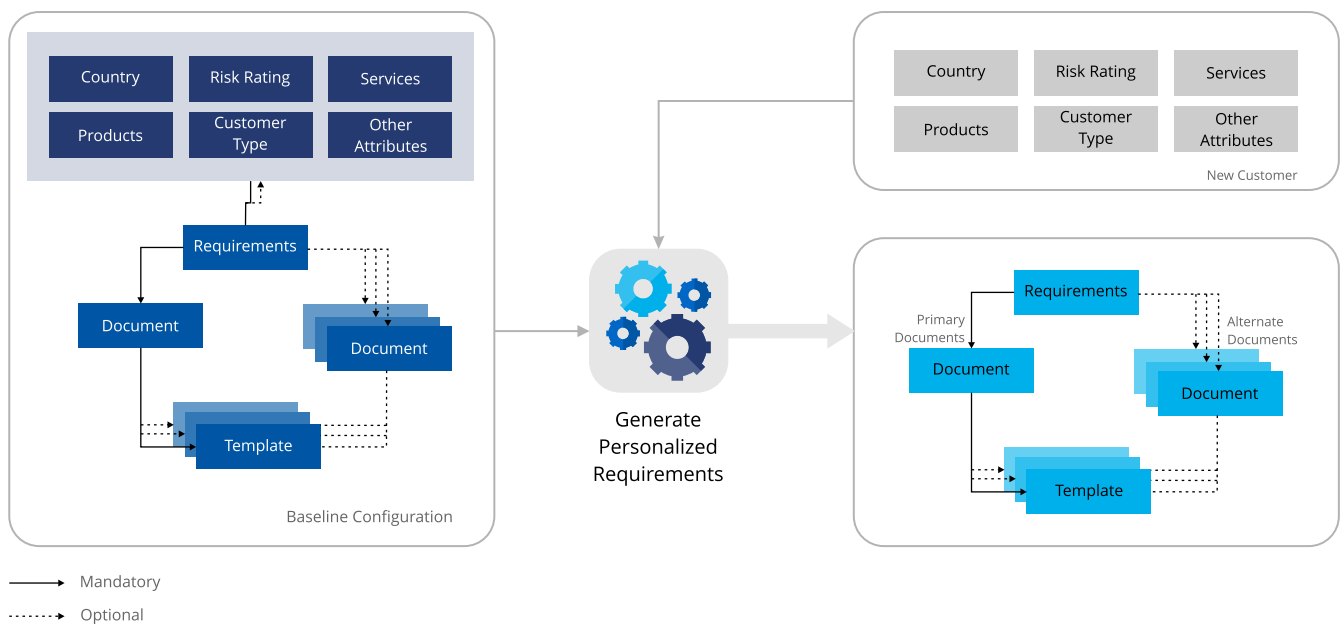 Country
Risk Rating
Services
Products
Customer
Type
Other
Attributes
Requirements
Document
Document
Template
Baseline Configuration
Generate
Personalized
Requirements
Country
Risk Rating
Services
Products
Customer
Type
Other
Attributes
New Customer
Requirements
Primary
Documents
Alternate
Documents
Document
Document
Template
Mandatory
Optional